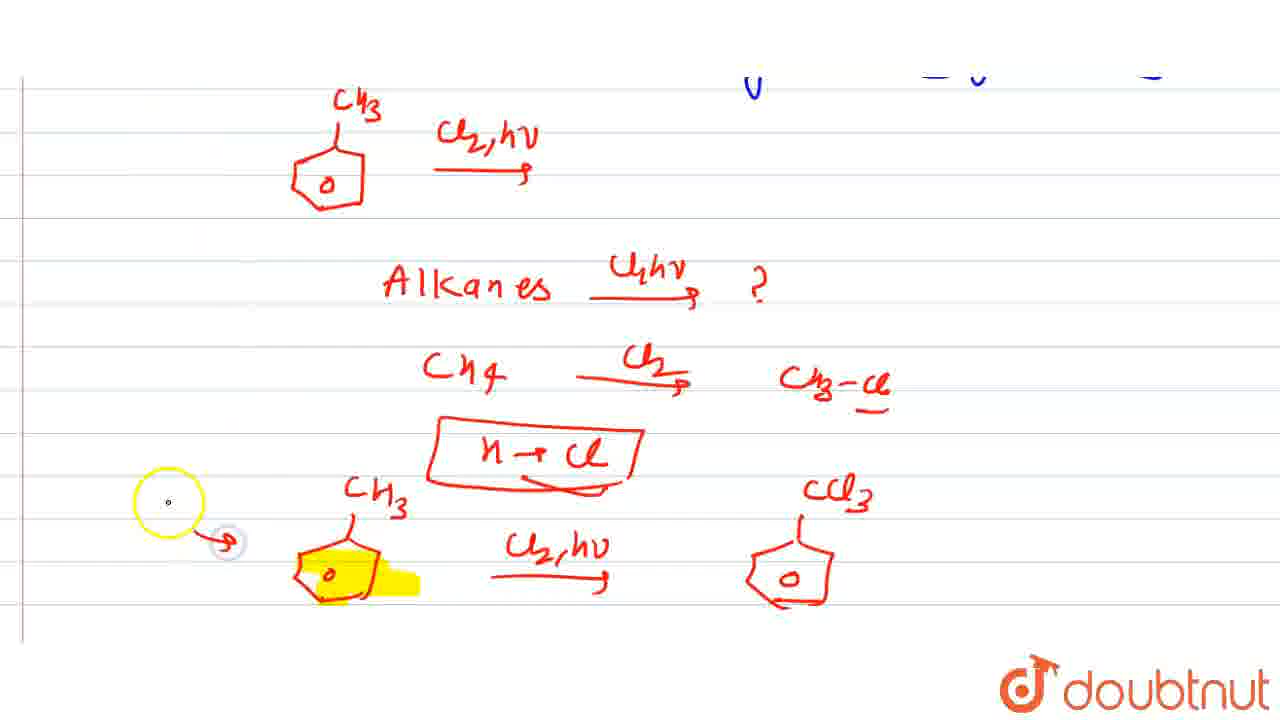 CH3
Cl2, hν
Alkanes Cl2 hν ?
CH4 Cl2 CH3-Cl
H → Cl
CH3 CCl3
Cl2, hν
doubtnut